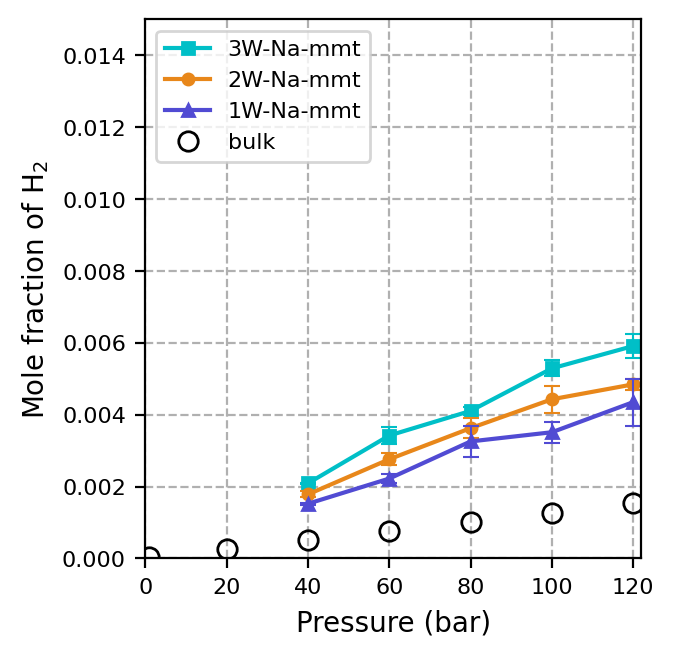 0.014
0.012
0.010
0.008
0.006
0.004
0.002
0.000
Mole fraction of H₂
3W-Na-mmt
2W-Na-mmt
1W-Na-mmt
bulk
0 20 40 60 80 100 120
Pressure (bar)